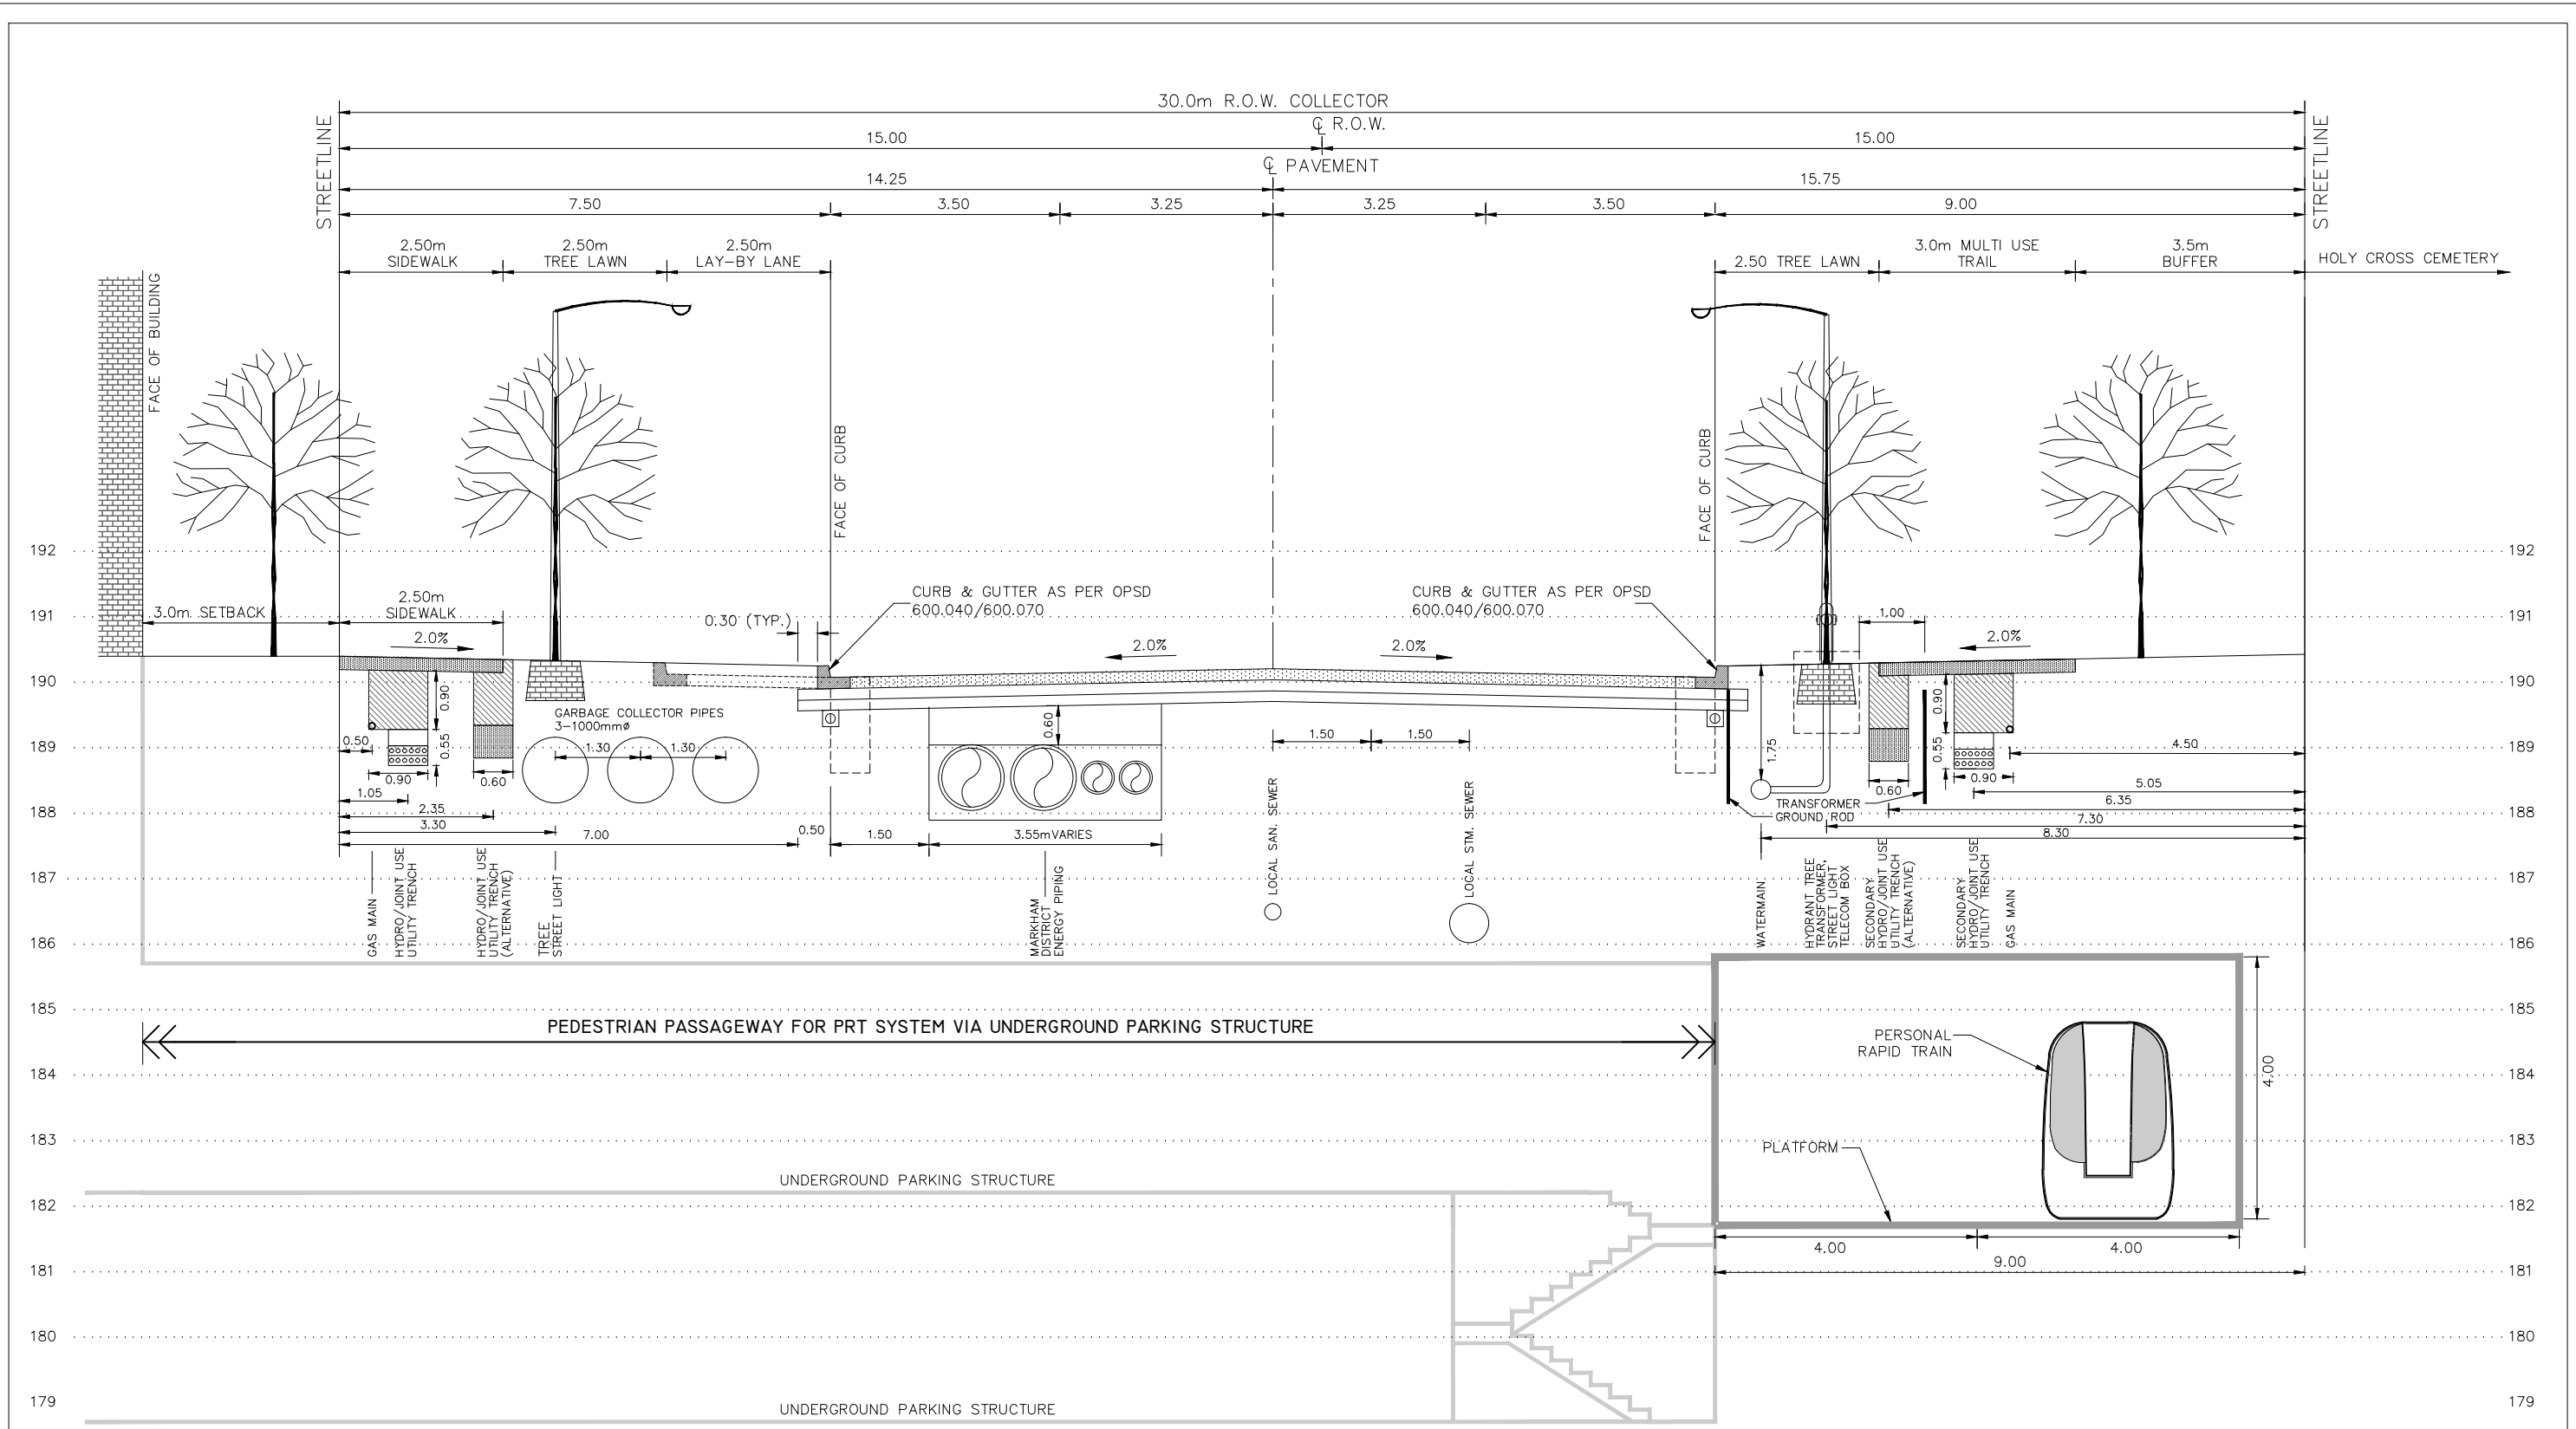 30.0m R.O.W. COLLECTOR
℄ R.O.W.
15.00 15.00
℄ PAVEMENT
14.25 15.75
7.50 3.50 3.25 3.25 3.50 9.00
STREETLINE
STREETLINE
2.50m
SIDEWALK
2.50m
TREE LAWN
2.50m
LAY-BY LANE
2.50 TREE LAWN
3.0m MULTI USE
TRAIL
3.5m
BUFFER
HOLY CROSS CEMETERY
FACE OF BUILDING
FACE OF CURB
FACE OF CURB
192 192
191 191
3.0m SETBACK
2.50m
SIDEWALK
2.0%
0.30 (TYP.)
CURB & GUTTER AS PER OPSD
600.040/600.070
CURB & GUTTER AS PER OPSD
600.040/600.070
2.0% 2.0%
1.00
2.0%
190 190
0.90
0.55
0.50
0.90
0.60
GARBAGE COLLECTOR PIPES
3-1000mmø
1.30 1.30
0.60
1.50 1.50
1.75
0.90
0.55
4.50
0.60
0.90
189 189
1.05
2.35
3.30
7.00
0.50
1.50
3.55m VARIES
TRANSFORMER
GROUND ROD
5.05
6.35
7.30
8.30
188 188
187 187
GAS MAIN
HYDRO/JOINT USE
UTILITY TRENCH
HYDRO/JOINT USE
UTILITY TRENCH
(ALTERNATIVE)
TREE
STREET LIGHT
MARKHAM
DISTRICT
ENERGY PIPING
LOCAL SAN. SEWER
LOCAL STM. SEWER
WATERMAIN
HYDRANT TREE
TRANSFORMER,
STREET LIGHT
TELECOM BOX
SECONDARY
HYDRO/JOINT USE
UTILITY TRENCH
(ALTERNATIVE)
SECONDARY
HYDRO/JOINT USE
UTILITY TRENCH
GAS MAIN
186 186
185 185
PEDESTRIAN PASSAGEWAY FOR PRT SYSTEM VIA UNDERGROUND PARKING STRUCTURE
PERSONAL
RAPID TRAIN
4.00
184 184
183 183
PLATFORM
UNDERGROUND PARKING STRUCTURE
182 182
4.00 4.00
9.00
181 181
180 180
179 179
UNDERGROUND PARKING STRUCTURE